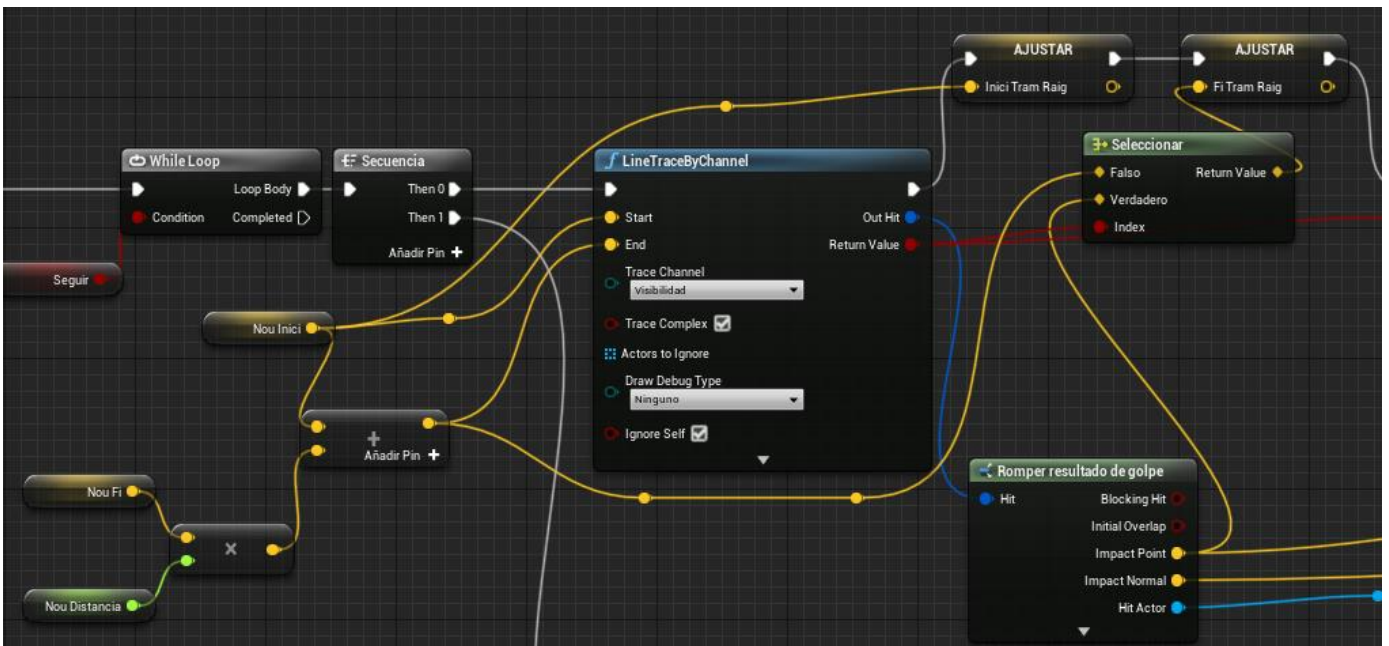 AJUSTAR
Inici Tram Raig
AJUSTAR
Fi Tram Raig
While Loop
Loop Body
Condition
Completed
Secuencia
Then 0
Then 1
Añadir Pin +
Seguir
Nou Inici
+
Añadir Pin +
Nou Fi
×
Nou Distancia
f LineTraceByChannel
Start
Out Hit
End
Return Value
Trace Channel
Visibilidad
Trace Complex
Actors to Ignore
Draw Debug Type
Ninguno
Ignore Self
Seleccionar
Falso
Return Value
Verdadero
Index
Romper resultado de golpe
Hit
Blocking Hit
Initial Overlap
Impact Point
Impact Normal
Hit Actor